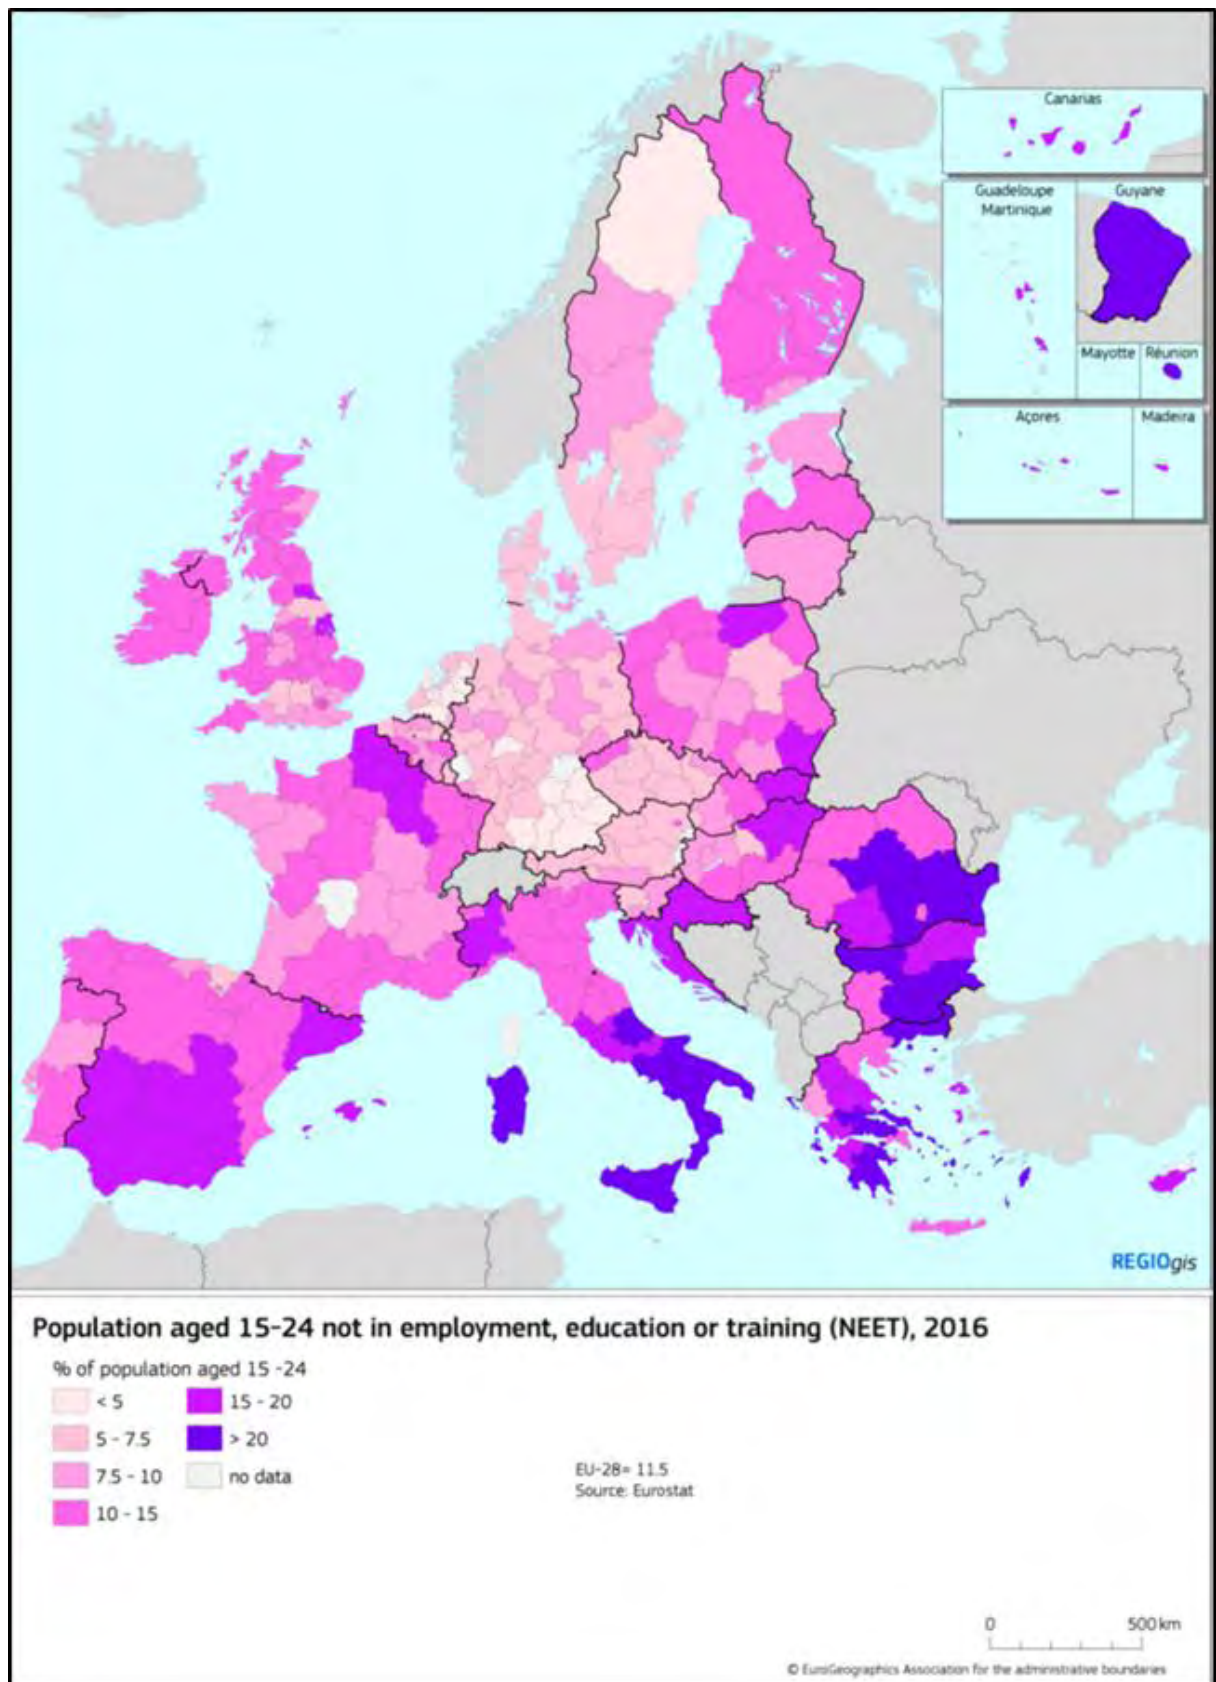 Canarias
Guadeloupe
Martinique
Guyane
Mayotte
Réunion
Açores
Madeira
REGIOgis
Population aged 15-24 not in employment, education or training (NEET), 2016
% of population aged 15 -24
< 5
15 - 20
5 - 7.5
> 20
7.5 - 10
no data
10 - 15
EU-28= 11.5
Source: Eurostat
0
500 km
© EuroGeographics Association for the administrative boundaries